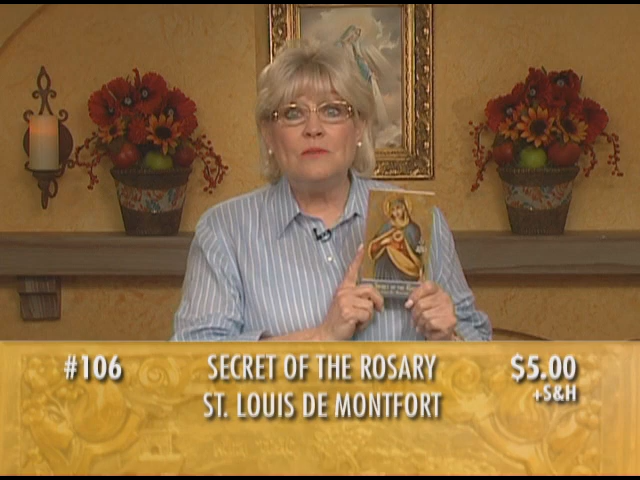 #106 SECRET OF THE ROSARY $5.00
+S&H
ST. LOUIS DE MONTFORT